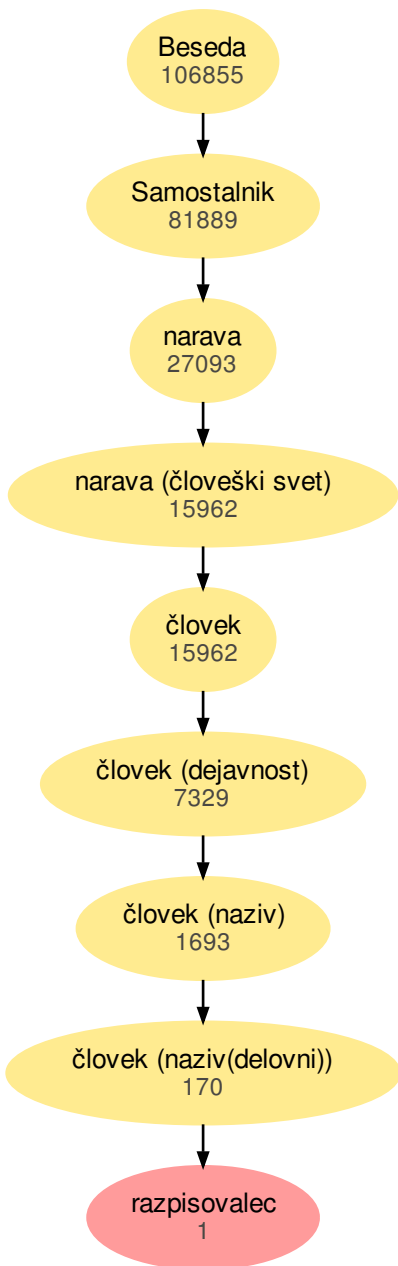 Beseda
106855
Samostalnik
81889
narava
27093
narava (človeški svet)
15962
človek
15962
človek (dejavnost)
7329
človek (naziv)
1693
človek (naziv(delovni))
170
razpisovalec
1